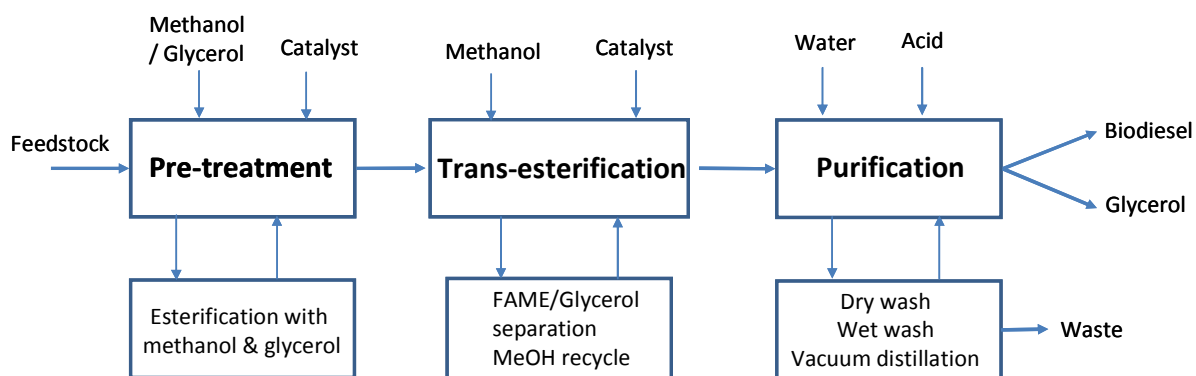 Methanol
/ Glycerol
Catalyst
Methanol
Catalyst
Water
Acid
Feedstock
Pre-treatment
Trans-esterification
Purification
Biodiesel
Glycerol
Esterification with
methanol & glycerol
FAME/Glycerol
separation
MeOH recycle
Dry wash
Wet wash
Vacuum distillation
Waste